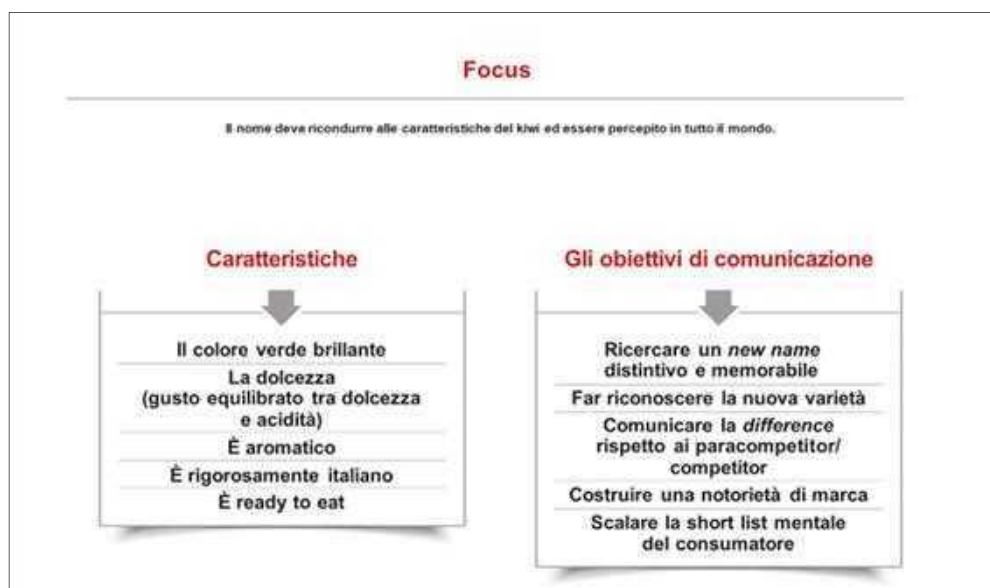 Focus
Il nome deve ricondurre alle caratteristiche del kiwi ed essere percepito in tutto il mondo.
Caratteristiche
Il colore verde brillante
La dolcezza
(gusto equilibrato tra dolcezza
e acidità)
È aromatico
È rigorosamente italiano
È ready to eat
Gli obiettivi di comunicazione
Ricercare un new name
distintivo e memorabile
Far riconoscere la nuova varietà
Comunicare la difference
rispetto ai paracompetitor/
competitor
Costruire una notorietà di marca
Scalare la short list mentale
del consumatore